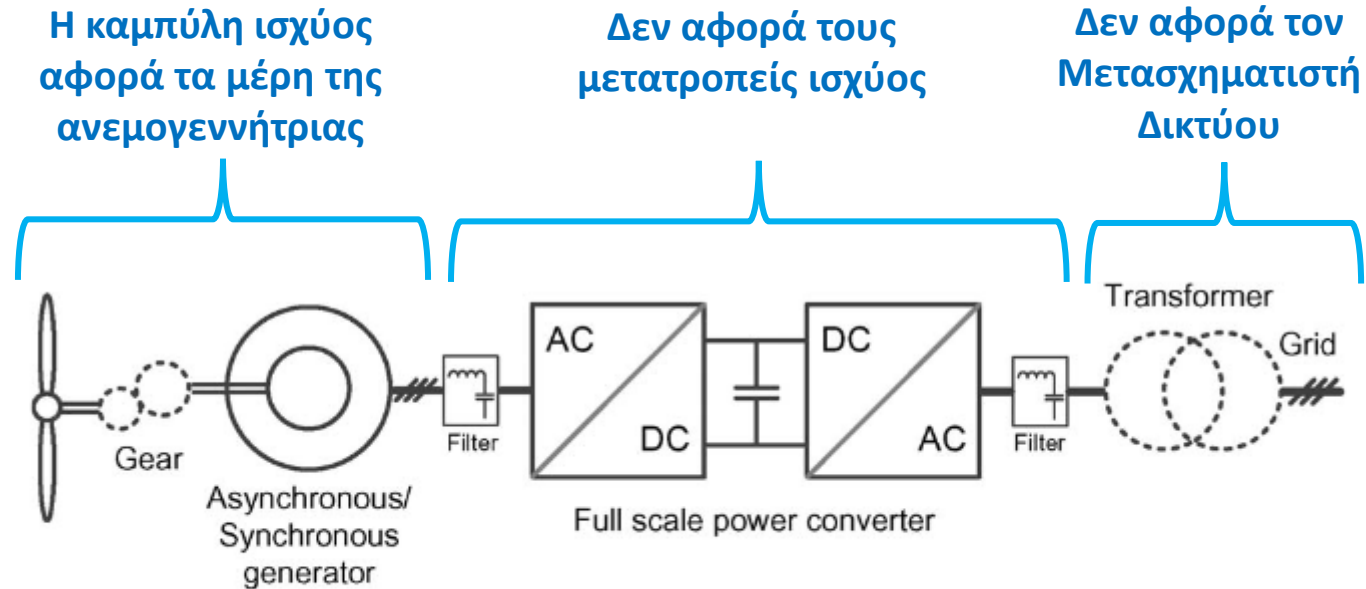 Η καμπύλη ισχύος
αφορά τα μέρη της
ανεμογεννήτριας
Δεν αφορά τους
μετατροπείς ισχύος
Δεν αφορά τον
Μετασχηματιστή
Δικτύου
Gear
Asynchronous/
Synchronous
generator
Filter
AC
DC
DC
AC
Full scale power converter
Filter
Transformer
Grid